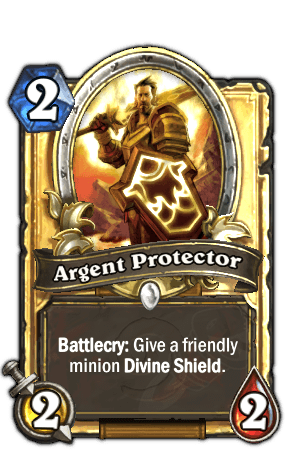 2
Argent Protector
Battlecry: Give a friendly
minion Divine Shield.
2
2